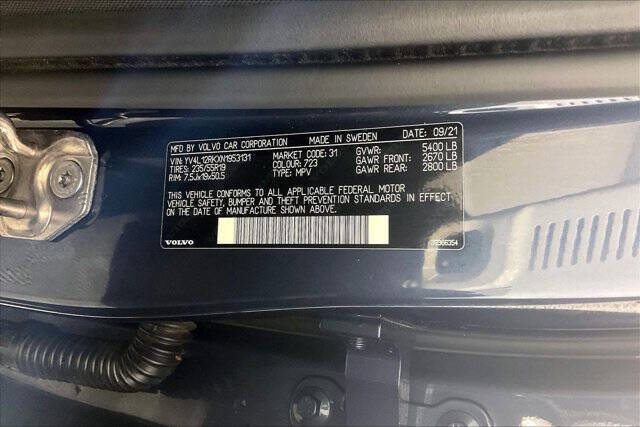 MFD BY VOLVO CAR CORPORATION MADE IN SWEDEN DATE: 09/21
VIN: YV4L12RKXN1953131 MARKET CODE: 31 GVWR: 5400 LB
TIRES: 235/55R19 COLOUR: 723 GAWR FRONT: 2670 LB
RIM: 7.5Jx19x50.5 TYPE: MPV GAWR REAR: 2800 LB
THIS VEHICLE CONFORMS TO ALL APPLICABLE FEDERAL MOTOR
VEHICLE SAFETY, BUMPER AND THEFT PREVENTION STANDARDS IN EFFECT
ON THE DATE OF MANUFACTURE SHOWN ABOVE.
VOLVO 32366354